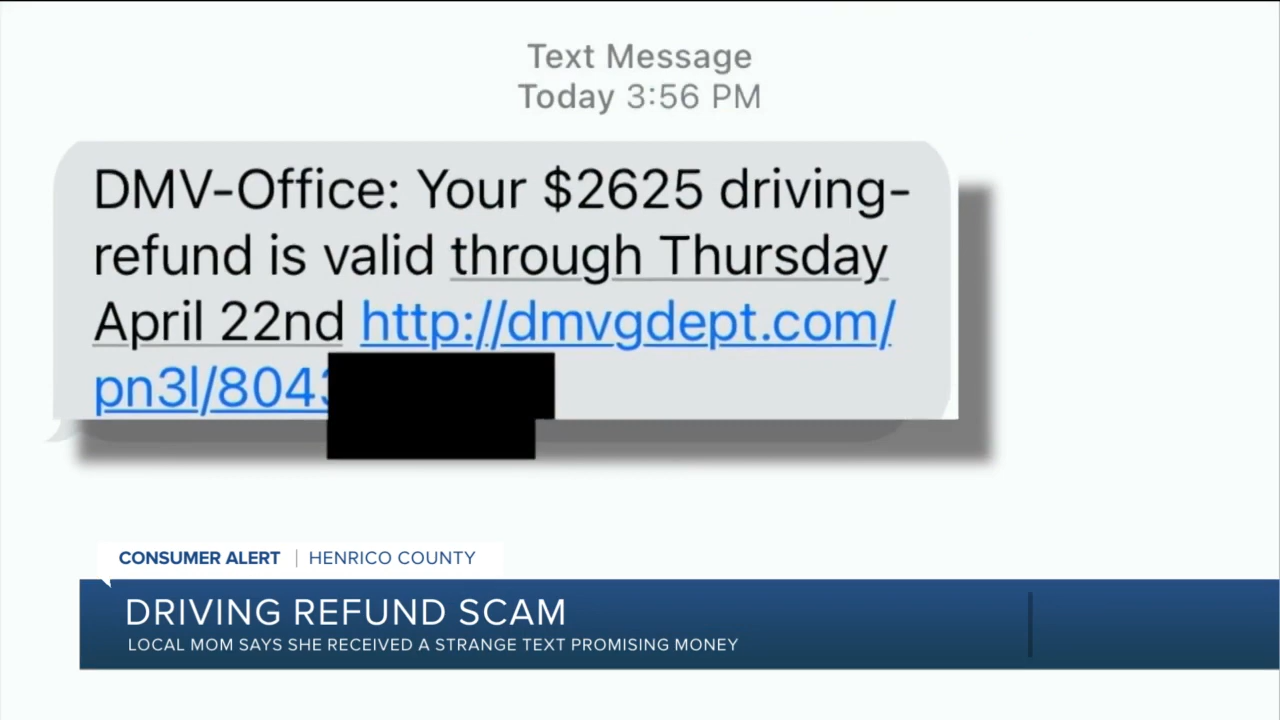 Text Message
Today 3:56 PM
DMV-Office: Your $2625 driving-
refund is valid through Thursday
April 22nd http://dmvgdept.com/
pn3l/8043
CONSUMER ALERT | HENRICO COUNTY
DRIVING REFUND SCAM
LOCAL MOM SAYS SHE RECEIVED A STRANGE TEXT PROMISING MONEY